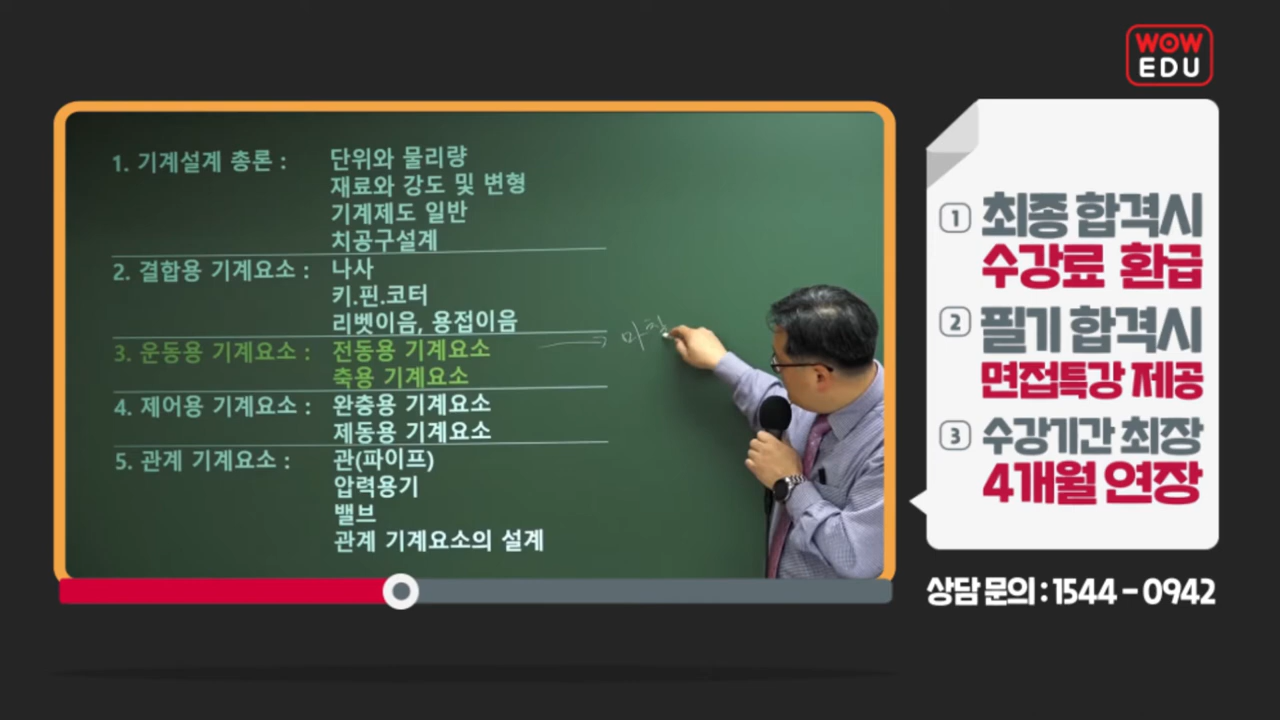 WOW
EDU
1. 기계설계 총론 : 단위와 물리량
재료와 강도 및 변형
기계제도 일반
치공구설계
2. 결합용 기계요소 : 나사
키.핀.코터
리벳이음, 용접이음
3. 운동용 기계요소 : 전동용 기계요소
축용 기계요소
4. 제어용 기계요소 : 완충용 기계요소
제동용 기계요소
5. 관계 기계요소 : 관(파이프)
압력용기
밸브
관계 기계요소의 설계
1 최종 합격시
수강료 환급
2 필기 합격시
면접특강 제공
3 수강기간 최장
4개월 연장
상담 문의 : 1544 - 0942